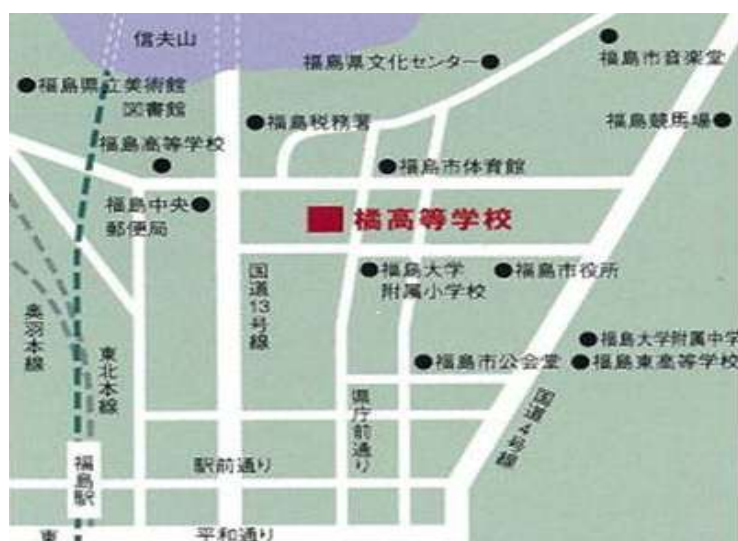 信夫山
福島県文化センター
福島市音楽堂
福島県立美術館
図書館
福島税務署
福島競馬場
福島高等学校
福島市体育館
福島中央
郵便局
橘高等学校
国道13号線
福島大学
附属小学校
福島市役所
奥羽本線
東北本線
福島大学附属中学
福島市公会堂
福島東高等学校
県庁前通り
国道4号線
福島駅
駅前通り
平和通り
東